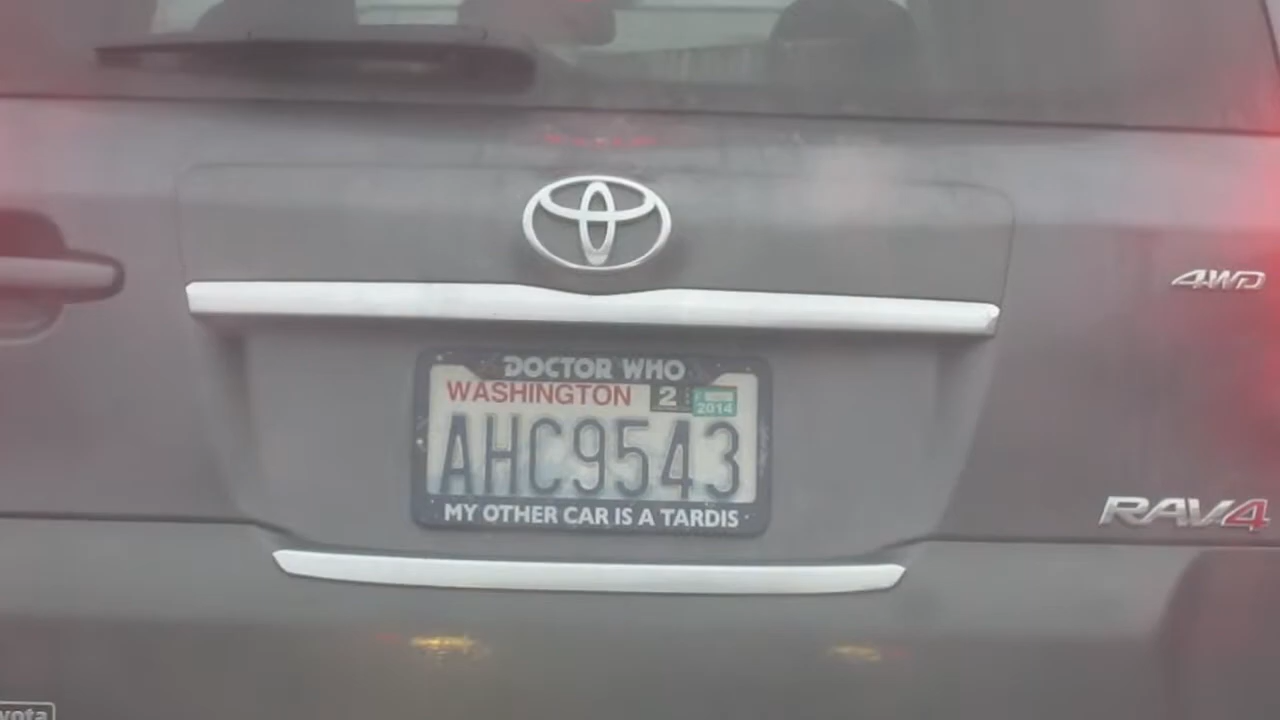 4WD
DOCTOR WHO
WASHINGTON 2 2014
AHC9543
MY OTHER CAR IS A TARDIS
RAV4